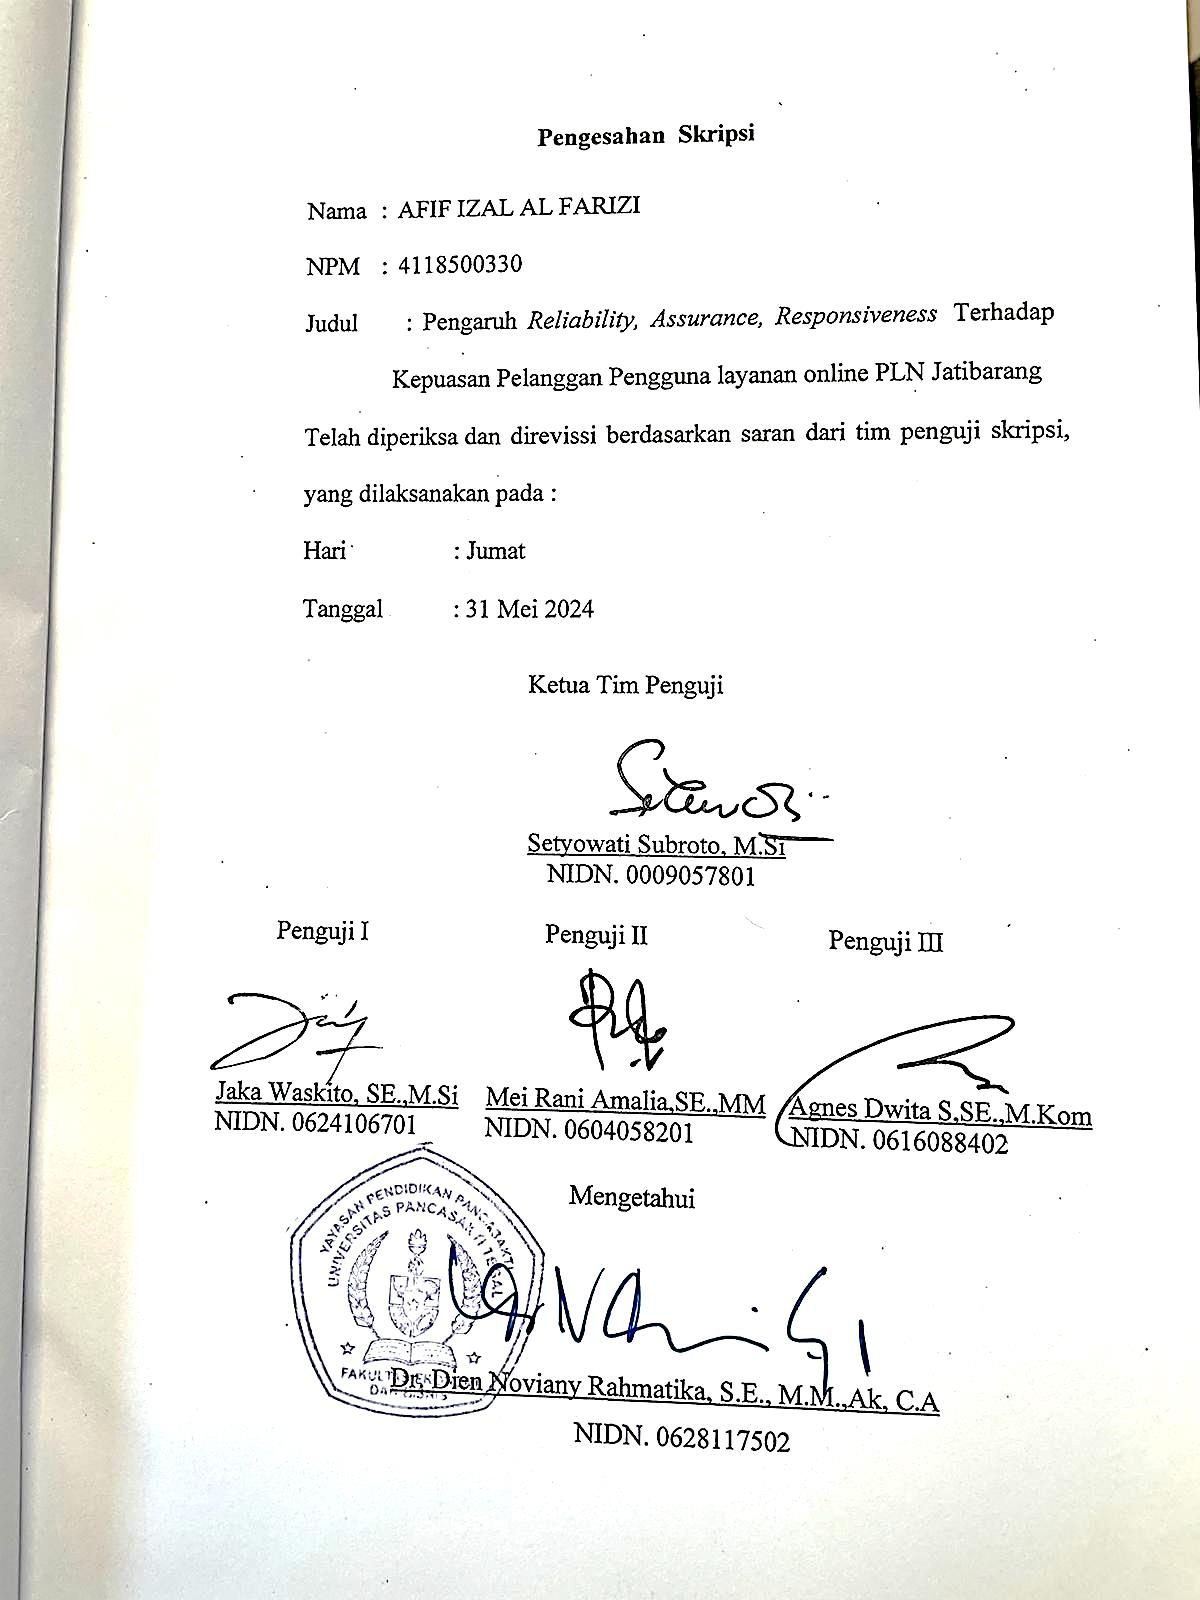 Pengesahan Skripsi
Nama : AFIF IZAL AL FARIZI
NPM : 4118500330
Judul : Pengaruh Reliability, Assurance, Responsiveness Terhadap
Kepuasan Pelanggan Pengguna layanan online PLN Jatibarang
Telah diperiksa dan direvissi berdasarkan saran dari tim penguji skripsi,
yang dilaksanakan pada :
Hari : Jumat
Tanggal : 31 Mei 2024
Ketua Tim Penguji
Setyowati Subroto, M.Si
NIDN. 0009057801
Penguji I Penguji II Penguji III
Jaka Waskito, SE.,M.Si Mei Rani Amalia,SE.,MM Agnes Dwita S,SE.,M.Kom
NIDN. 0624106701 NIDN. 0604058201 NIDN. 0616088402
Mengetahui
YAYASAN PENDIDIKAN PANCASAKTI
UNIVERSITAS PANCASAKTI TEGAL
Dr. Dien Noviany Rahmatika, S.E., M.M.,Ak, C.A
NIDN. 0628117502